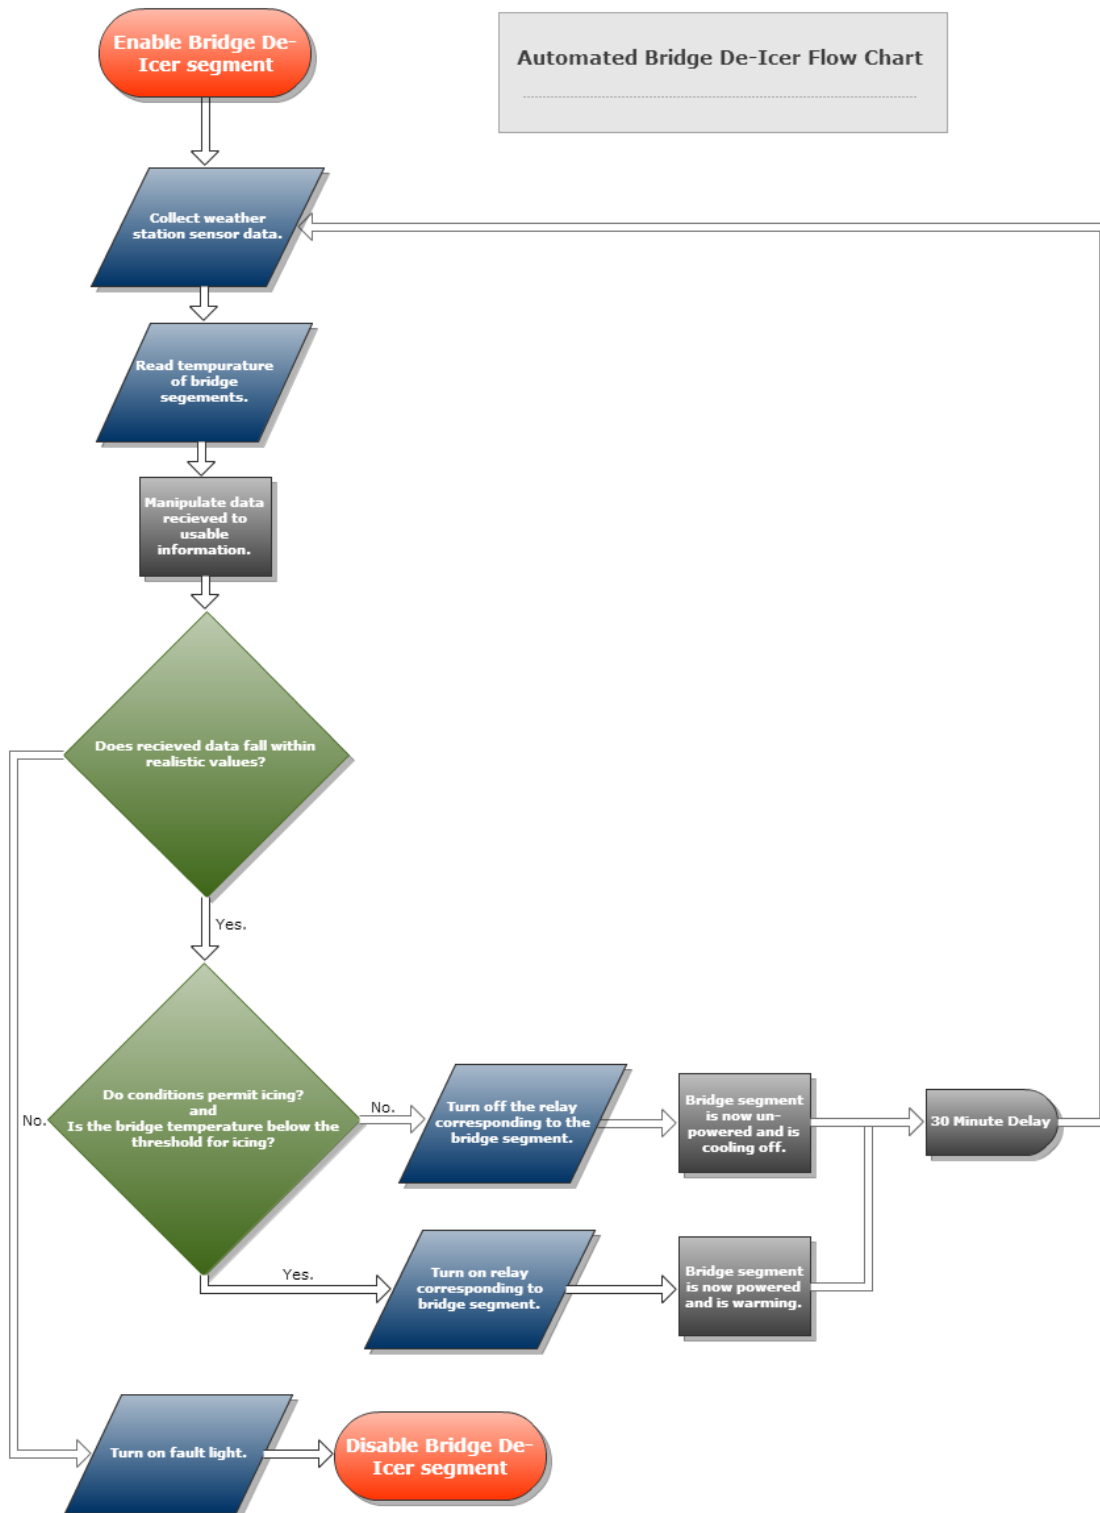 Enable Bridge De-
Icer segment
Automated Bridge De-Icer Flow Chart
Collect weather
station sensor data.
Read tempurature
of bridge
segements.
Manipulate data
recieved to
usable
information.
Does recieved data fall within
realistic values?
Yes.
No.
Do conditions permit icing?
and
Is the bridge temperature below the
threshold for icing?
No.
Turn off the relay
corresponding to the
bridge segment.
Bridge segment
is now un-
powered and is
cooling off.
30 Minute Delay
Yes.
Turn on relay
corresponding to
bridge segment.
Bridge segment
is now powered
and is warming.
Turn on fault light.
Disable Bridge De-
Icer segment